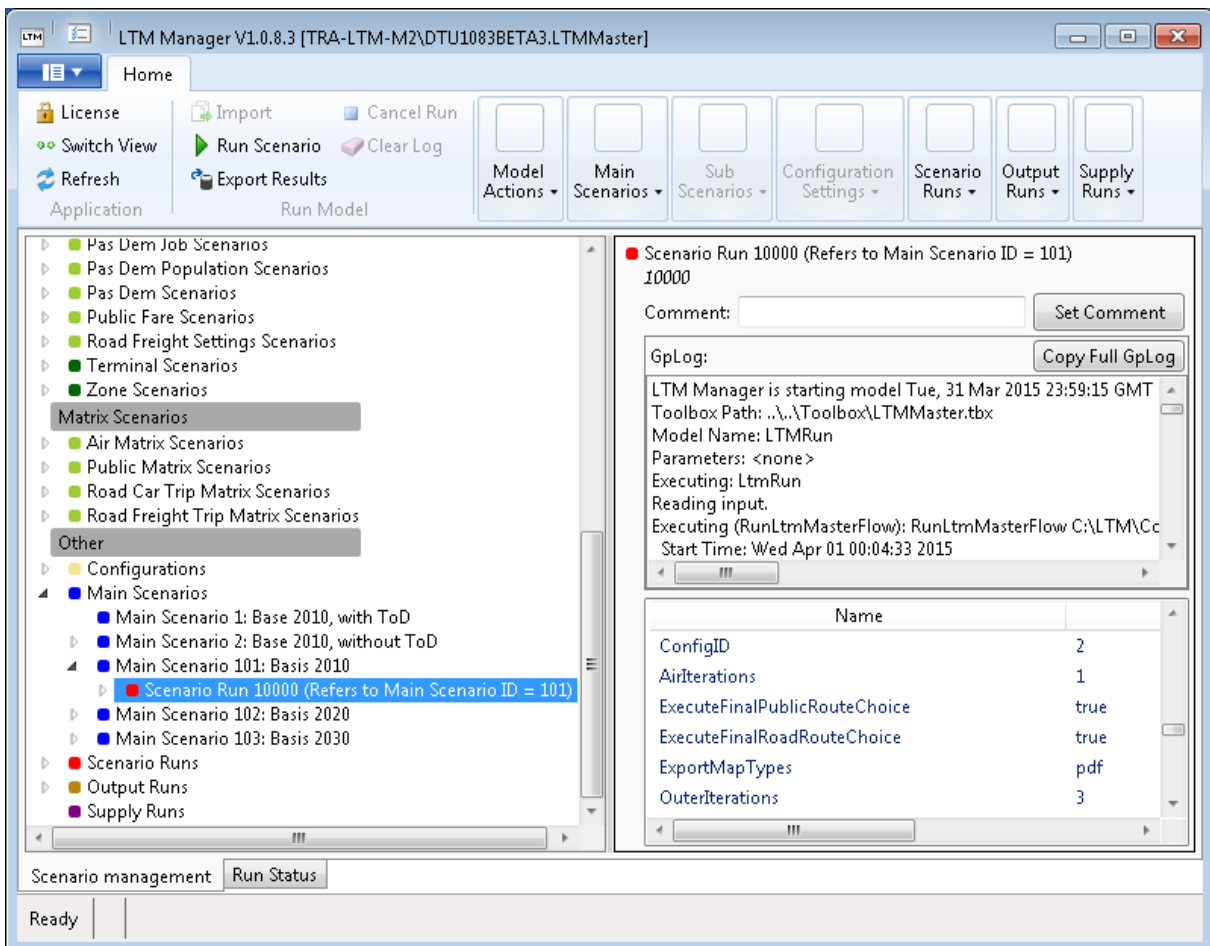 LTM Manager V1.0.8.3 [TRA-LTM-M2\DTU1083BETA3.LTMMaster]
Home
License
Import
Cancel Run
Switch View
Run Scenario
Clear Log
Refresh
Export Results
Application
Run Model
Model
Actions
Main
Scenarios
Sub
Scenarios
Configuration
Settings
Scenario
Runs
Output
Runs
Supply
Runs
Pas Dem Job Scenarios
Pas Dem Population Scenarios
Pas Dem Scenarios
Public Fare Scenarios
Road Freight Settings Scenarios
Terminal Scenarios
Zone Scenarios
Matrix Scenarios
Air Matrix Scenarios
Public Matrix Scenarios
Road Car Trip Matrix Scenarios
Road Freight Trip Matrix Scenarios
Other
Configurations
Main Scenarios
Main Scenario 1: Base 2010, with ToD
Main Scenario 2: Base 2010, without ToD
Main Scenario 101: Basis 2010
Scenario Run 10000 (Refers to Main Scenario ID = 101)
Main Scenario 102: Basis 2020
Main Scenario 103: Basis 2030
Scenario Runs
Output Runs
Supply Runs
Scenario Run 10000 (Refers to Main Scenario ID = 101)
10000
Comment:
Set Comment
GpLog:
Copy Full GpLog
LTM Manager is starting model Tue, 31 Mar 2015 23:59:15 GMT
Toolbox Path: ..\..\Toolbox\LTMMaster.tbx
Model Name: LTMRun
Parameters: <none>
Executing: LtmRun
Reading input.
Executing (RunLtmMasterFlow): RunLtmMasterFlow C:\LTM\Cc
Start Time: Wed Apr 01 00:04:33 2015
Name
ConfigID 2
AirIterations 1
ExecuteFinalPublicRouteChoice true
ExecuteFinalRoadRouteChoice true
ExportMapTypes pdf
OuterIterations 3
Scenario management
Run Status
Ready